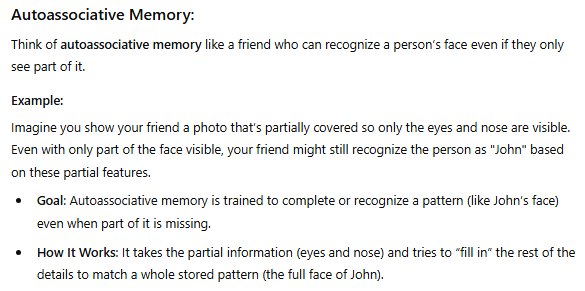 Autoassociative Memory:
Think of autoassociative memory like a friend who can recognize a person's face even if they only
see part of it.
Example:
Imagine you show your friend a photo that's partially covered so only the eyes and nose are visible.
Even with only part of the face visible, your friend might still recognize the person as "John" based
on these partial features.
• Goal: Autoassociative memory is trained to complete or recognize a pattern (like John's face)
even when part of it is missing.
• How It Works: It takes the partial information (eyes and nose) and tries to “fill in” the rest of the
details to match a whole stored pattern (the full face of John).